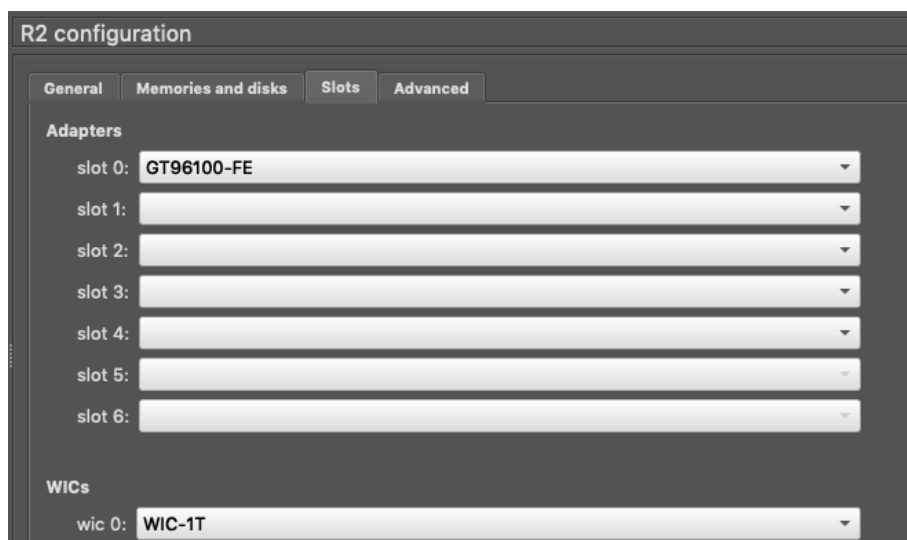 R2 configuration
General Memories and disks Slots Advanced
Adapters
slot 0: GT96100-FE
slot 1:
slot 2:
slot 3:
slot 4:
slot 5:
slot 6:
WICs
wic 0: WIC-1T